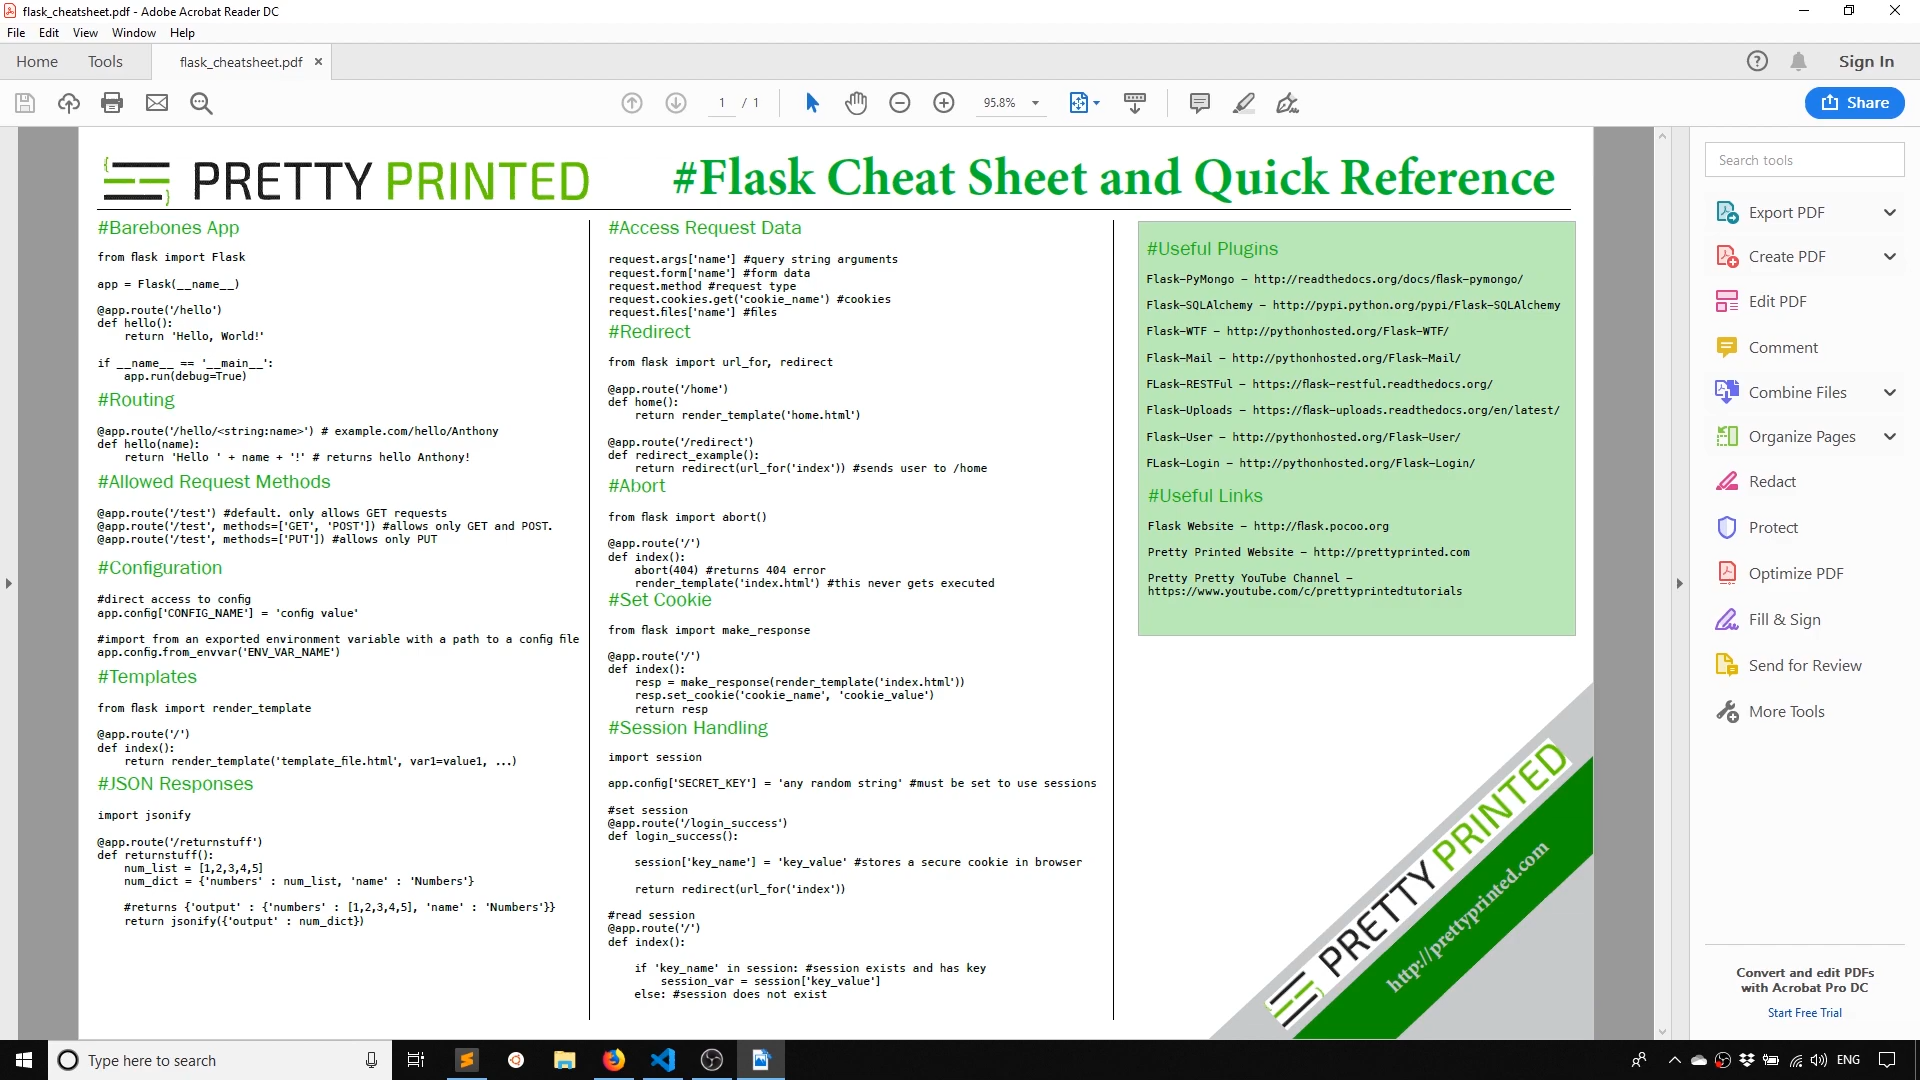 flask_cheatsheet.pdf - Adobe Acrobat Reader DC
File Edit View Window Help
Home Tools flask_cheatsheet.pdf × Sign In
1 / 1 95.8% Share
PRETTY PRINTED #Flask Cheat Sheet and Quick Reference
#Barebones App
from flask import Flask
app = Flask(__name__)
@app.route('/hello')
def hello():
    return 'Hello, World!'
if __name__ == '__main__':
    app.run(debug=True)
#Routing
@app.route('/hello/<string:name>') # example.com/hello/Anthony
def hello(name):
    return 'Hello ' + name + '!' # returns hello Anthony!
#Allowed Request Methods
@app.route('/test') #default. only allows GET requests
@app.route('/test', methods=['GET', 'POST']) #allows only GET and POST.
@app.route('/test', methods=['PUT']) #allows only PUT
#Configuration
#direct access to config
app.config['CONFIG_NAME'] = 'config value'
#import from an exported environment variable with a path to a config file
app.config.from_envvar('ENV_VAR_NAME')
#Templates
from flask import render_template
@app.route('/')
def index():
    return render_template('template_file.html', var1=value1, ...)
#JSON Responses
import jsonify
@app.route('/returnstuff')
def returnstuff():
    num_list = [1,2,3,4,5]
    num_dict = {'numbers' : num_list, 'name' : 'Numbers'}
    #returns {'output' : {'numbers' : [1,2,3,4,5], 'name' : 'Numbers'}}
    return jsonify({'output' : num_dict})
#Access Request Data
request.args['name'] #query string arguments
request.form['name'] #form data
request.method #request type
request.cookies.get('cookie_name') #cookies
request.files['name'] #files
#Redirect
from flask import url_for, redirect
@app.route('/home')
def home():
    return render_template('home.html')
@app.route('/redirect')
def redirect_example():
    return redirect(url_for('index')) #sends user to /home
#Abort
from flask import abort()
@app.route('/')
def index():
    abort(404) #returns 404 error
    render_template('index.html') #this never gets executed
#Set Cookie
from flask import make_response
@app.route('/')
def index():
    resp = make_response(render_template('index.html'))
    resp.set_cookie('cookie_name', 'cookie_value')
    return resp
#Session Handling
import session
app.config['SECRET_KEY'] = 'any random string' #must be set to use sessions
#set session
@app.route('/login_success')
def login_success():
    session['key_name'] = 'key_value' #stores a secure cookie in browser
    return redirect(url_for('index'))
#read session
@app.route('/')
def index():
    if 'key_name' in session: #session exists and has key
        session_var = session['key_value']
    else: #session does not exist
#Useful Plugins
Flask-PyMongo - http://readthedocs.org/docs/flask-pymongo/
Flask-SQLAlchemy - http://pypi.python.org/pypi/Flask-SQLAlchemy
Flask-WTF - http://pythonhosted.org/Flask-WTF/
Flask-Mail - http://pythonhosted.org/Flask-Mail/
FLask-RESTFul - https://flask-restful.readthedocs.org/
Flask-Uploads - https://flask-uploads.readthedocs.org/en/latest/
Flask-User - http://pythonhosted.org/Flask-User/
FLask-Login - http://pythonhosted.org/Flask-Login/
#Useful Links
Flask Website - http://flask.pocoo.org
Pretty Printed Website - http://prettyprinted.com
Pretty Pretty YouTube Channel -
https://www.youtube.com/c/prettyprintedtutorials
PRETTY PRINTED
http://prettyprinted.com
Search tools
Export PDF
Create PDF
Edit PDF
Comment
Combine Files
Organize Pages
Redact
Protect
Optimize PDF
Fill & Sign
Send for Review
More Tools
Convert and edit PDFs
with Acrobat Pro DC
Start Free Trial
Type here to search ENG